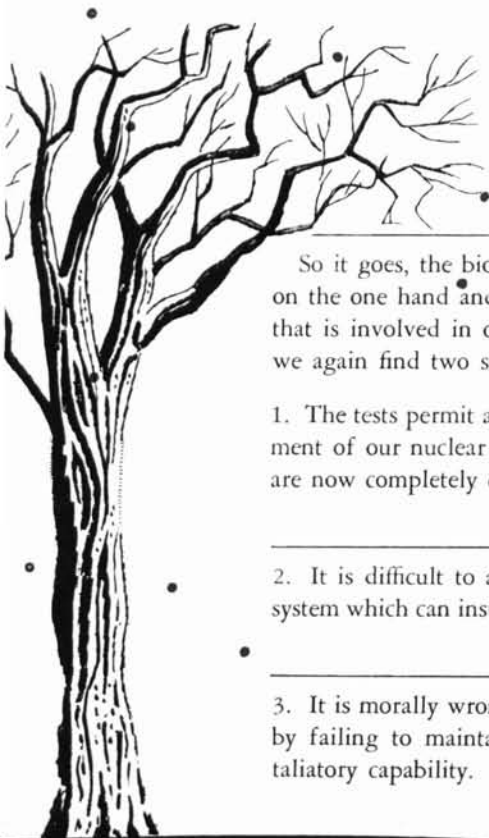 So it goes, the bio
on the one hand and
that is involved in
we again find two s
1. The tests permit a
ment of our nuclear
are now completely
2. It is difficult to a
system which can ins
3. It is morally wron
by failing to mainta
taliatory capability.